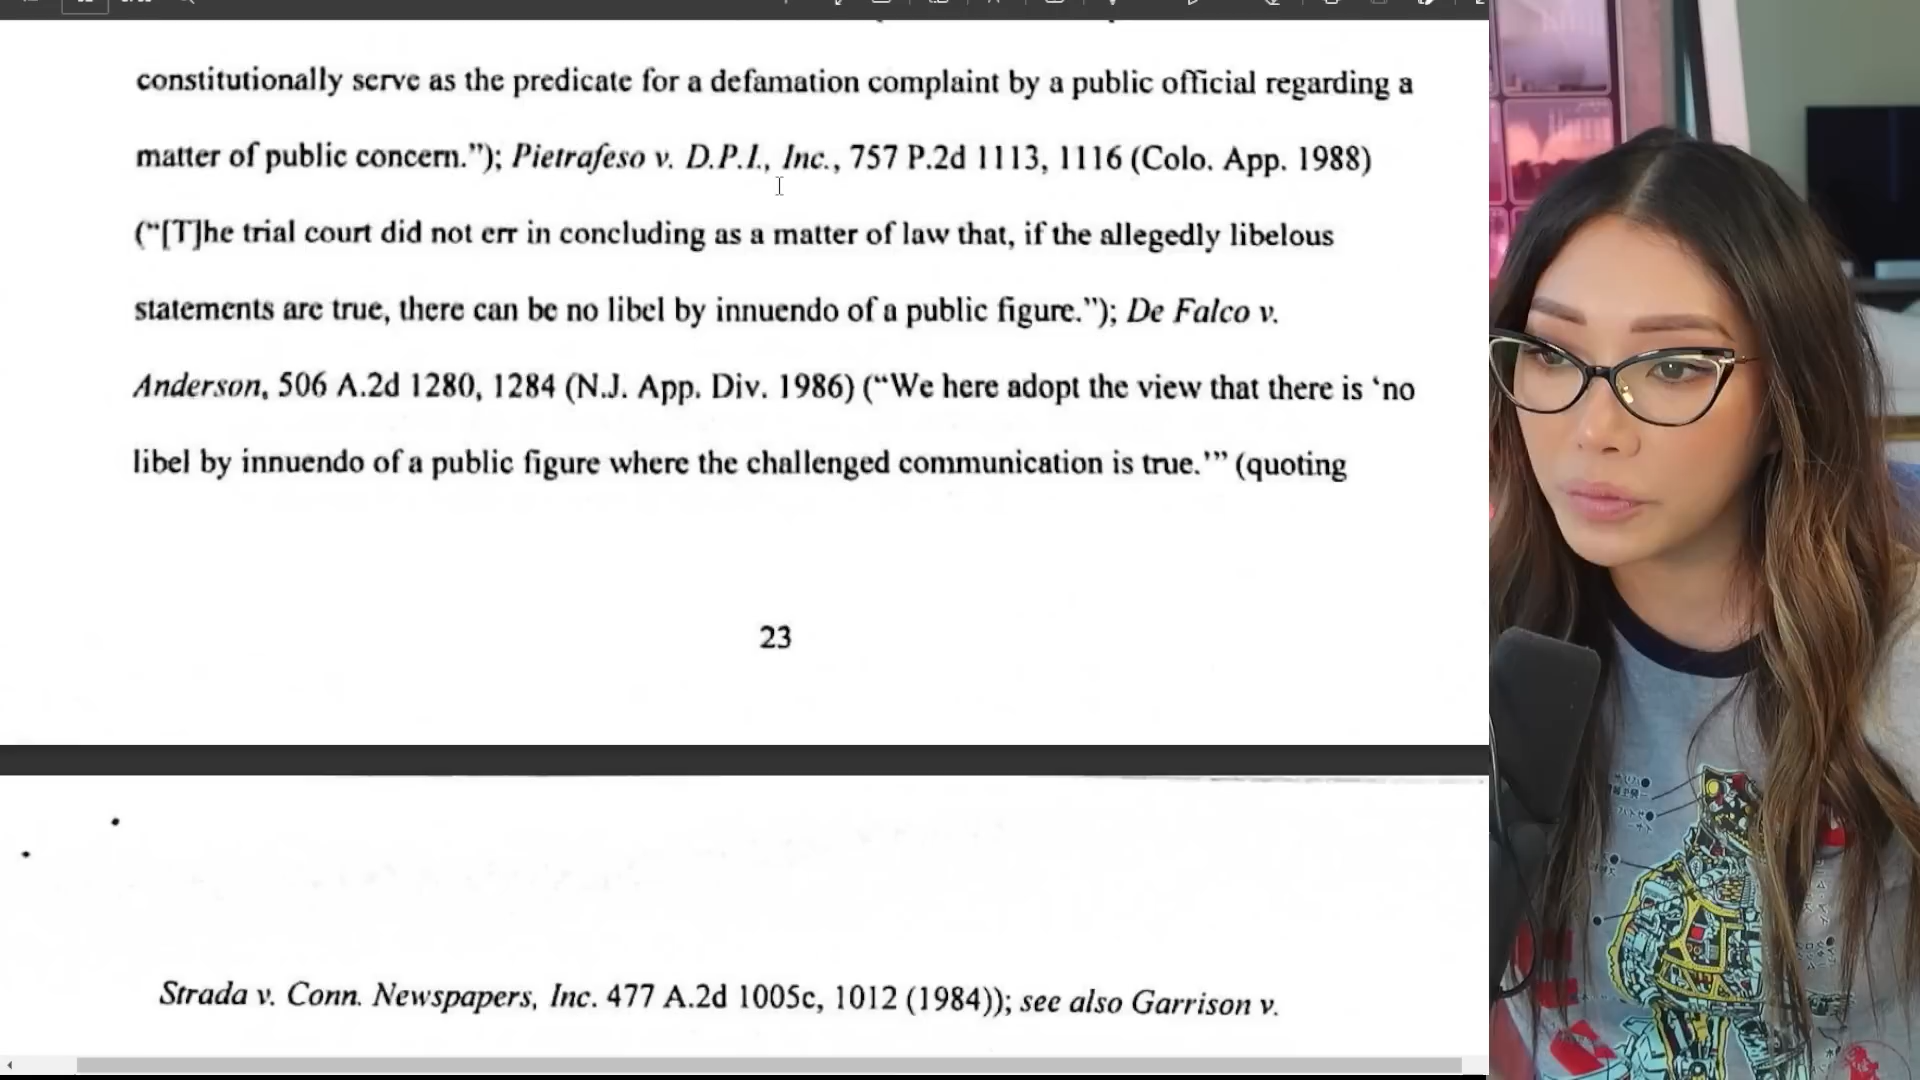 constitutionally serve as the predicate for a defamation complaint by a public official regarding a
matter of public concern."); Pietrafeso v. D.P.I., Inc., 757 P.2d 1113, 1116 (Colo. App. 1988)
("[T]he trial court did not err in concluding as a matter of law that, if the allegedly libelous
statements are true, there can be no libel by innuendo of a public figure."); De Falco v.
Anderson, 506 A.2d 1280, 1284 (N.J. App. Div. 1986) ("We here adopt the view that there is 'no
libel by innuendo of a public figure where the challenged communication is true.'" (quoting
23
Strada v. Conn. Newspapers, Inc. 477 A.2d 1005c, 1012 (1984)); see also Garrison v.